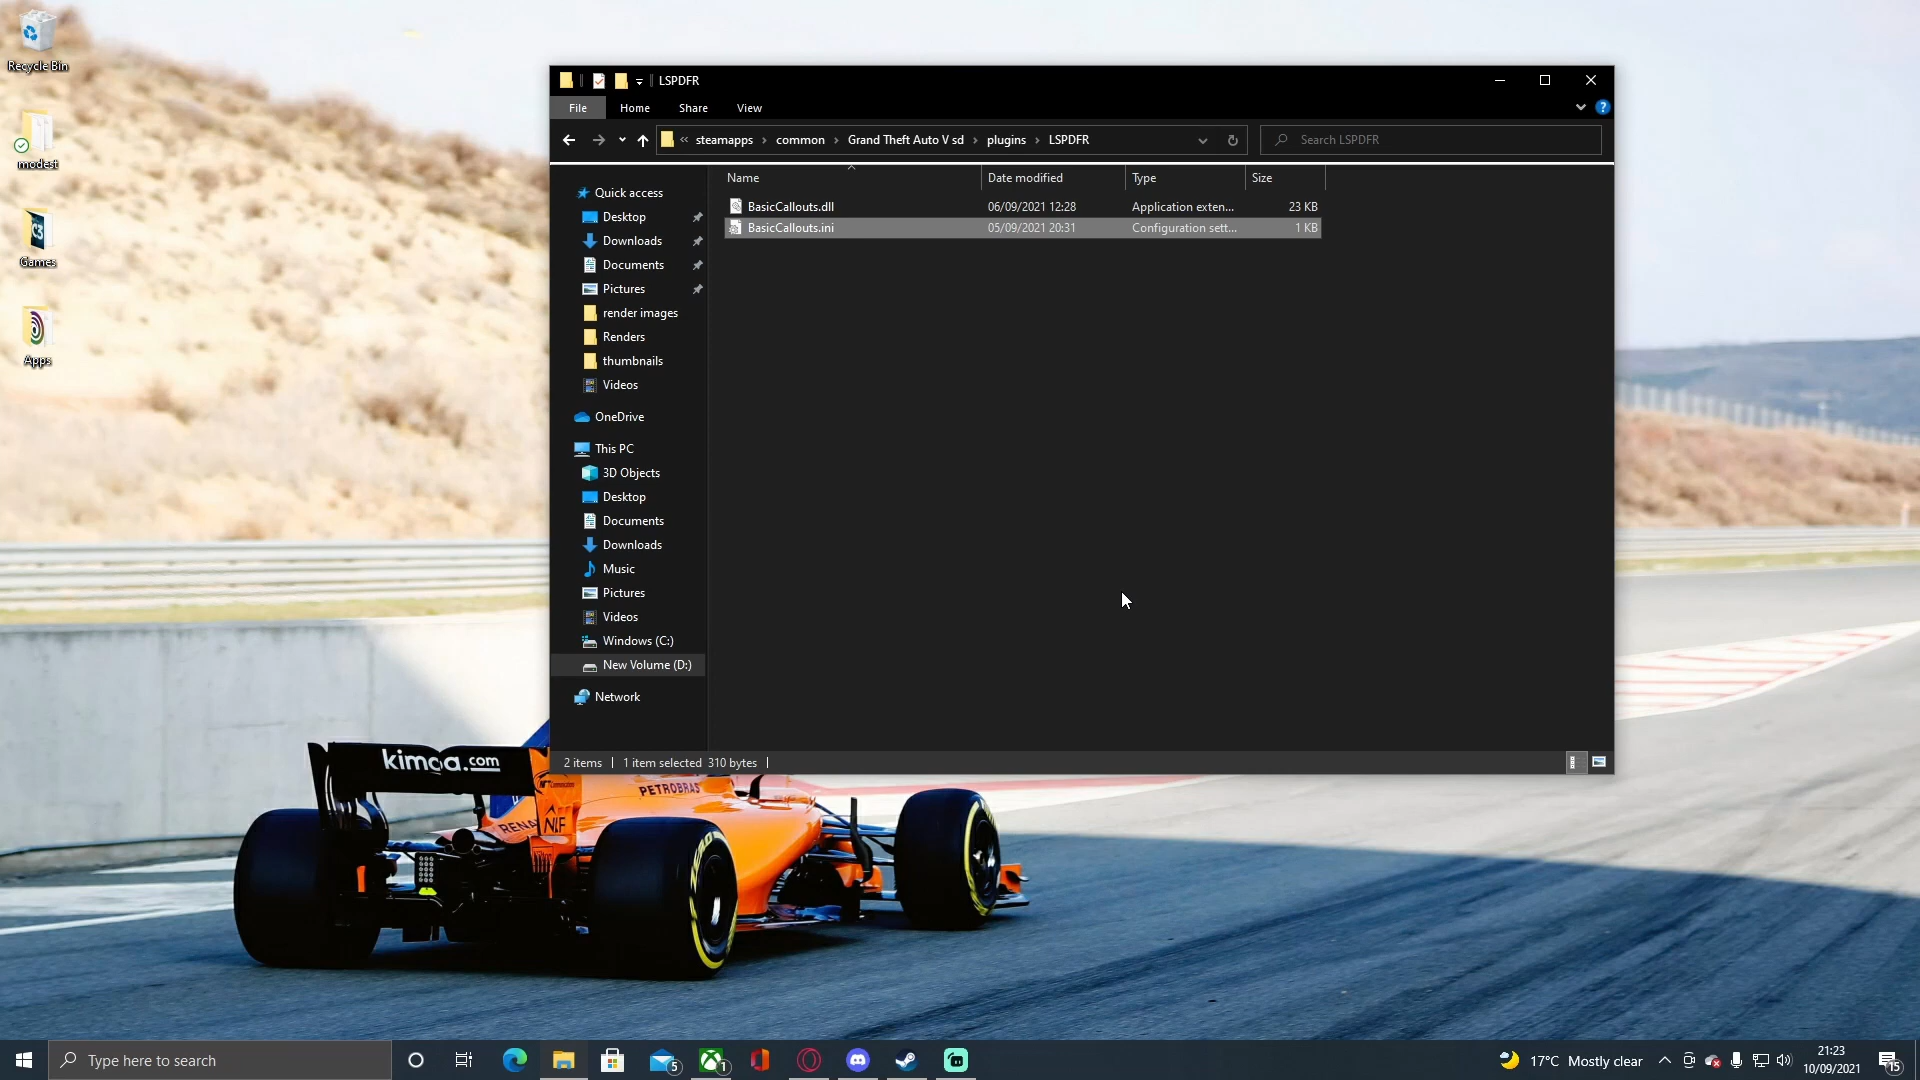 Recycle Bin
modest
Games
Apps
LSPDFR
File Home Share View
« steamapps › common › Grand Theft Auto V sd › plugins › LSPDFR
Search LSPDFR
Name Date modified Type Size
BasicCallouts.dll 06/09/2021 12:28 Application exten... 23 KB
BasicCallouts.ini 05/09/2021 20:31 Configuration sett... 1 KB
Quick access
Desktop
Downloads
Documents
Pictures
render images
Renders
thumbnails
Videos
OneDrive
This PC
3D Objects
Desktop
Documents
Downloads
Music
Pictures
Videos
Windows (C:)
New Volume (D:)
Network
2 items 1 item selected 310 bytes
kimoa.com
PETROBRAS
RENA
NLF
Type here to search
5
1
17°C Mostly clear
21:23
10/09/2021
15